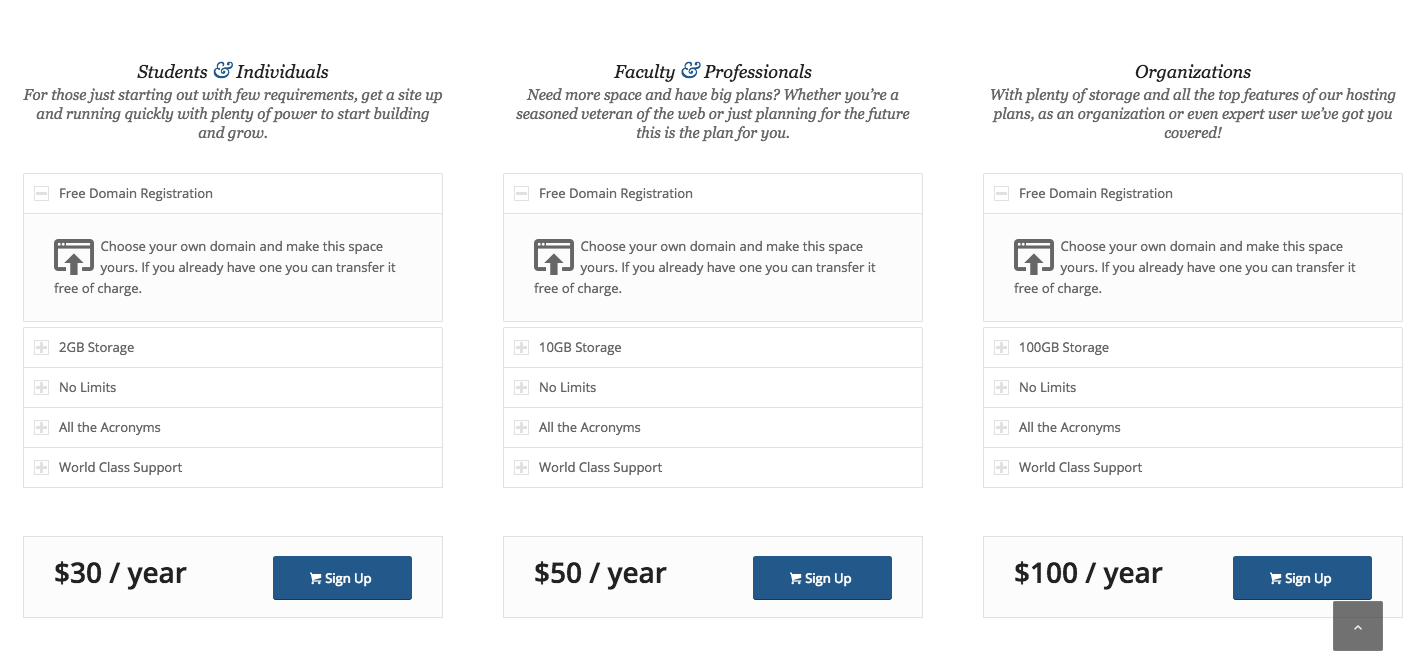 Students & Individuals
For those just starting out with few requirements, get a site up
and running quickly with plenty of power to start building
and grow.
Free Domain Registration
Choose your own domain and make this space
yours. If you already have one you can transfer it
free of charge.
2GB Storage
No Limits
All the Acronyms
World Class Support
$30 / year
Sign Up
Faculty & Professionals
Need more space and have big plans? Whether you’re a
seasoned veteran of the web or just planning for the future
this is the plan for you.
Free Domain Registration
Choose your own domain and make this space
yours. If you already have one you can transfer it
free of charge.
10GB Storage
No Limits
All the Acronyms
World Class Support
$50 / year
Sign Up
Organizations
With plenty of storage and all the top features of our hosting
plans, as an organization or even expert user we’ve got you
covered!
Free Domain Registration
Choose your own domain and make this space
yours. If you already have one you can transfer it
free of charge.
100GB Storage
No Limits
All the Acronyms
World Class Support
$100 / year
Sign Up